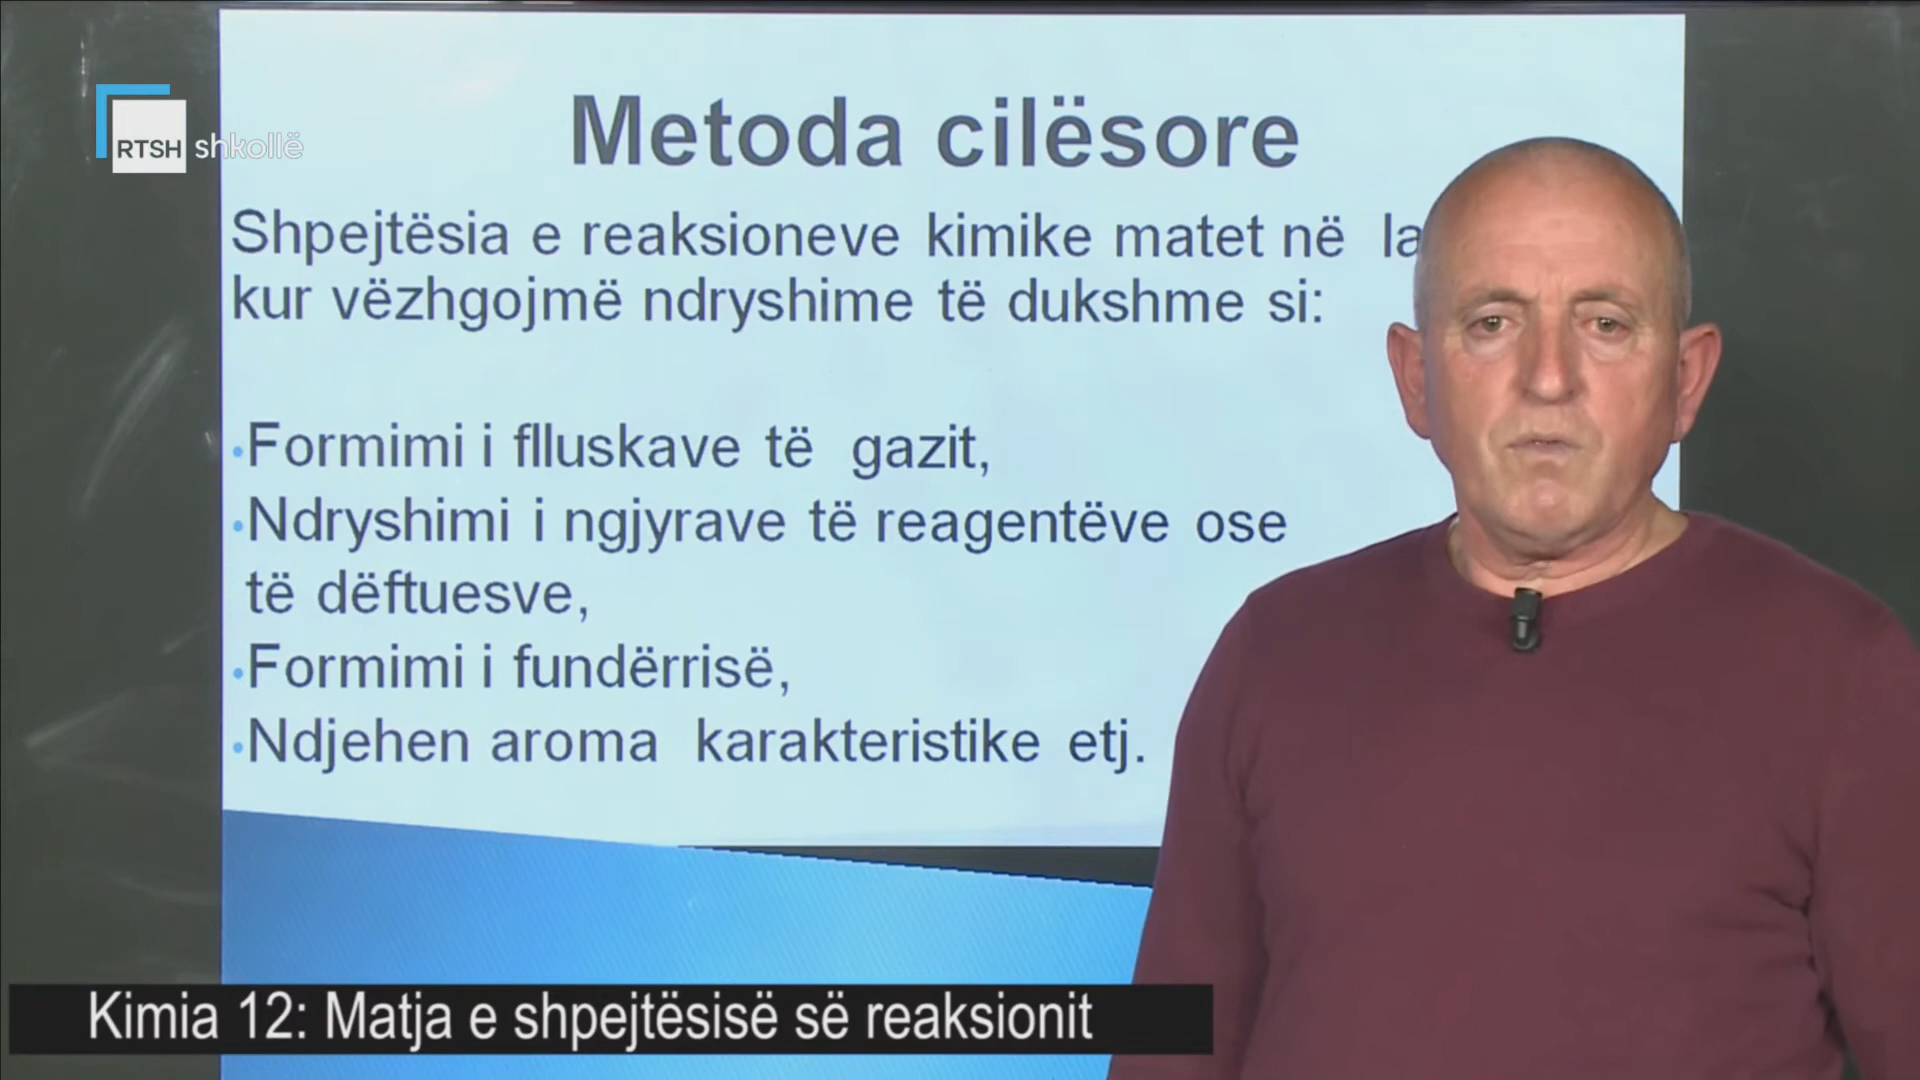 RTSH shkollë
Metoda cilësore
Shpejtësia e reaksioneve kimike matet në
kur vëzhgojmë ndryshime të dukshme si:
•Formimi i flluskave të gazit,
•Ndryshimi i ngjyrave të reagentëve ose
të dëftuesve,
•Formimi i fundërrisë,
•Ndjehen aroma karakteristike etj.
Kimia 12: Matja e shpejtësisë së reaksionit